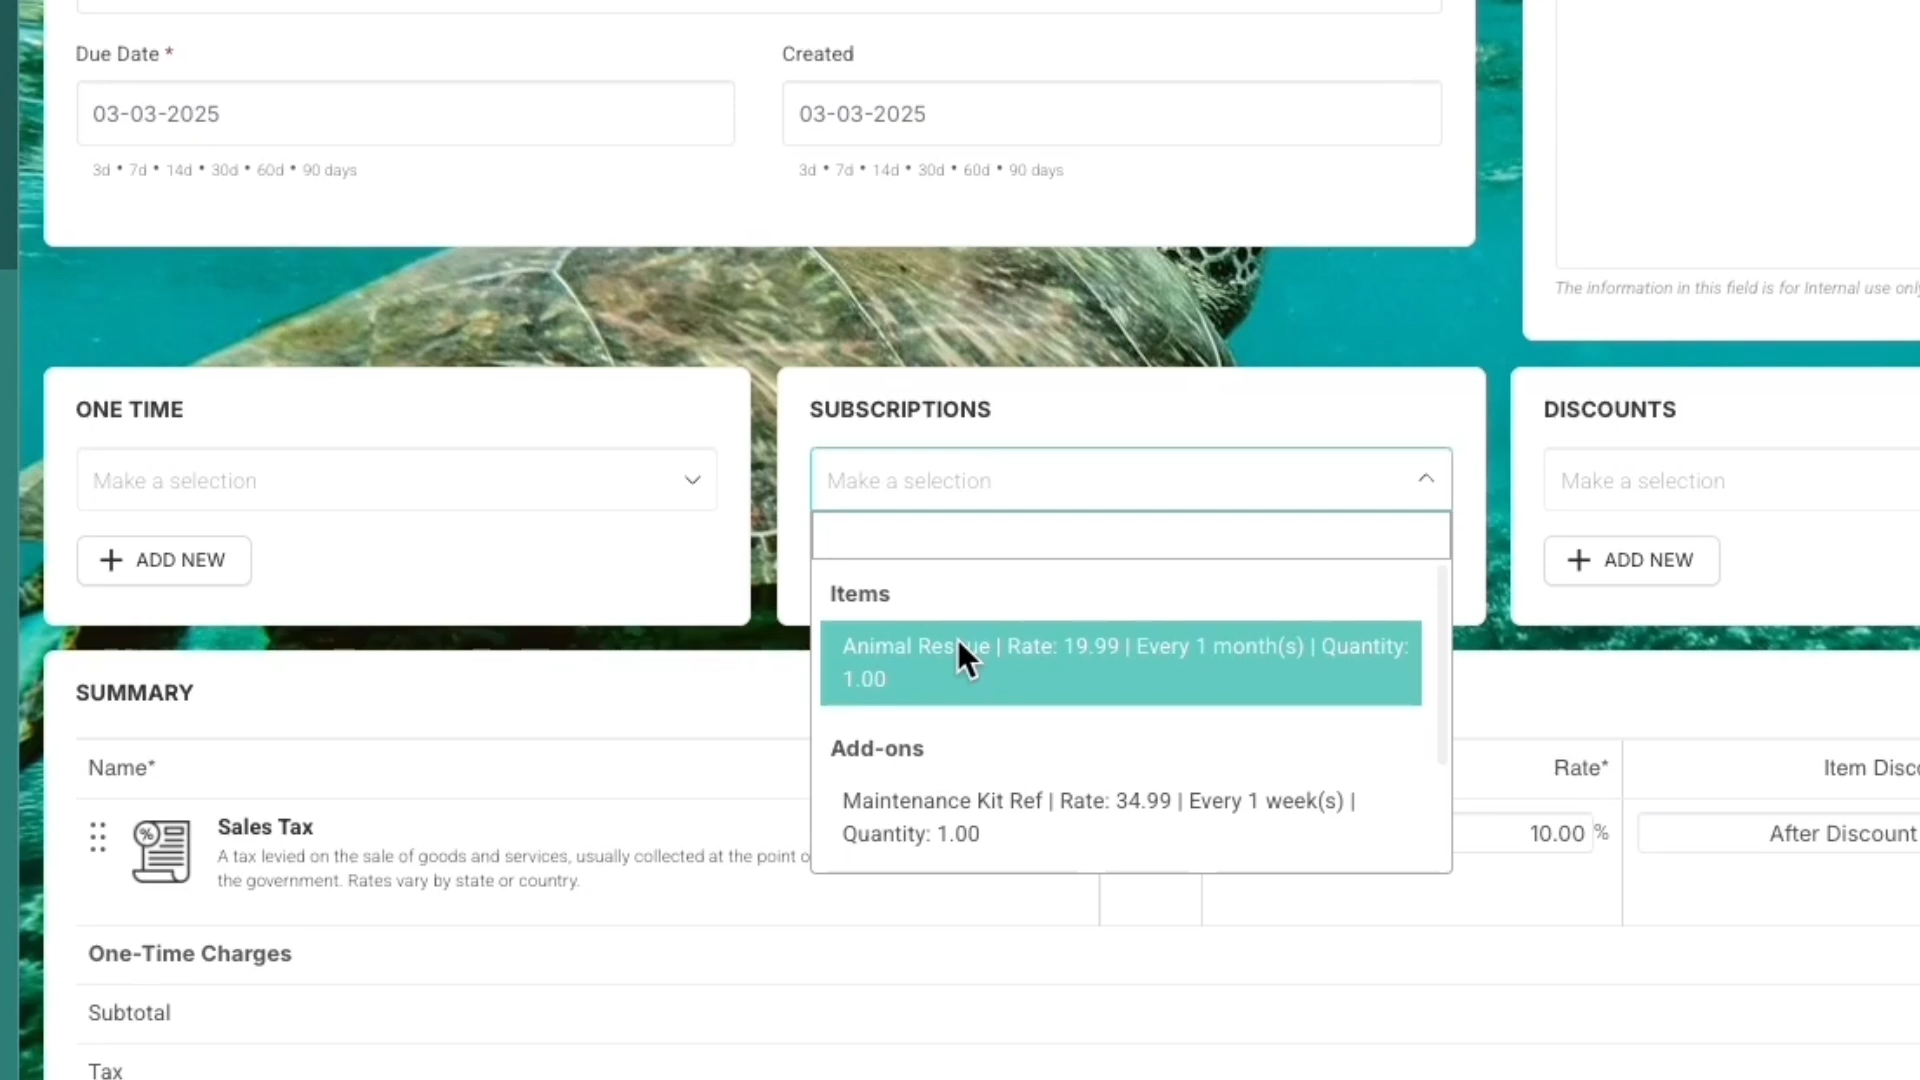 Due Date *
Created
03-03-2025
03-03-2025
3d • 7d • 14d • 30d • 60d • 90 days
3d • 7d • 14d • 30d • 60d • 90 days
The information in this field is for Internal use only
ONE TIME
SUBSCRIPTIONS
DISCOUNTS
Make a selection
Make a selection
Make a selection
+ ADD NEW
+ ADD NEW
Items
Animal Rescue | Rate: 19.99 | Every 1 month(s) | Quantity:
1.00
Add-ons
Maintenance Kit Ref | Rate: 34.99 | Every 1 week(s) |
Quantity: 1.00
SUMMARY
Name*
Rate*
Item Disco
Sales Tax
A tax levied on the sale of goods and services, usually collected at the point o
the government. Rates vary by state or country.
10.00 %
After Discount
One-Time Charges
Subtotal
Tax